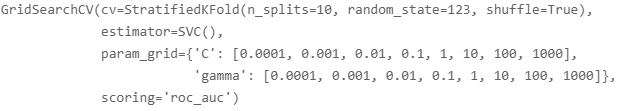 GridSearchCV(cv=StratifiedKFold(n_splits=10, random_state=123, shuffle=True),
             estimator=SVC(),
             param_grid={'C': [0.0001, 0.001, 0.01, 0.1, 1, 10, 100, 1000],
                         'gamma': [0.0001, 0.001, 0.01, 0.1, 1, 10, 100, 1000]},
             scoring='roc_auc')